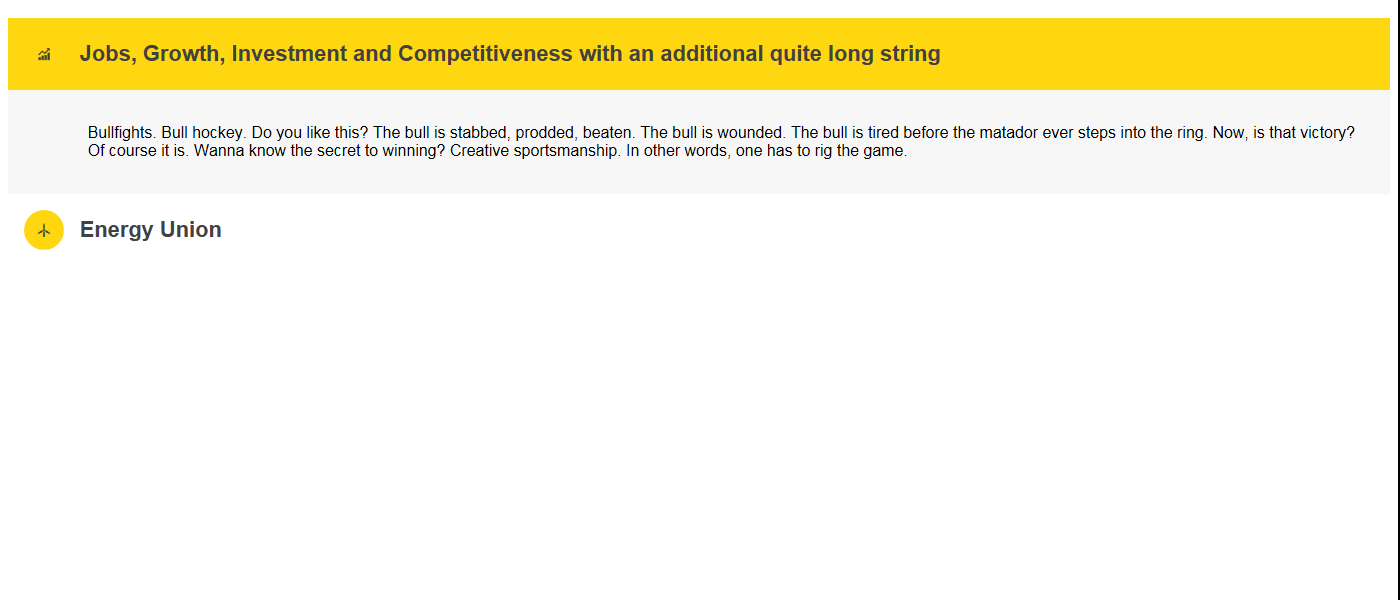 Jobs, Growth, Investment and Competitiveness with an additional quite long string
Bullfights. Bull hockey. Do you like this? The bull is stabbed, prodded, beaten. The bull is wounded. The bull is tired before the matador ever steps into the ring. Now, is that victory?
Of course it is. Wanna know the secret to winning? Creative sportsmanship. In other words, one has to rig the game.
Energy Union